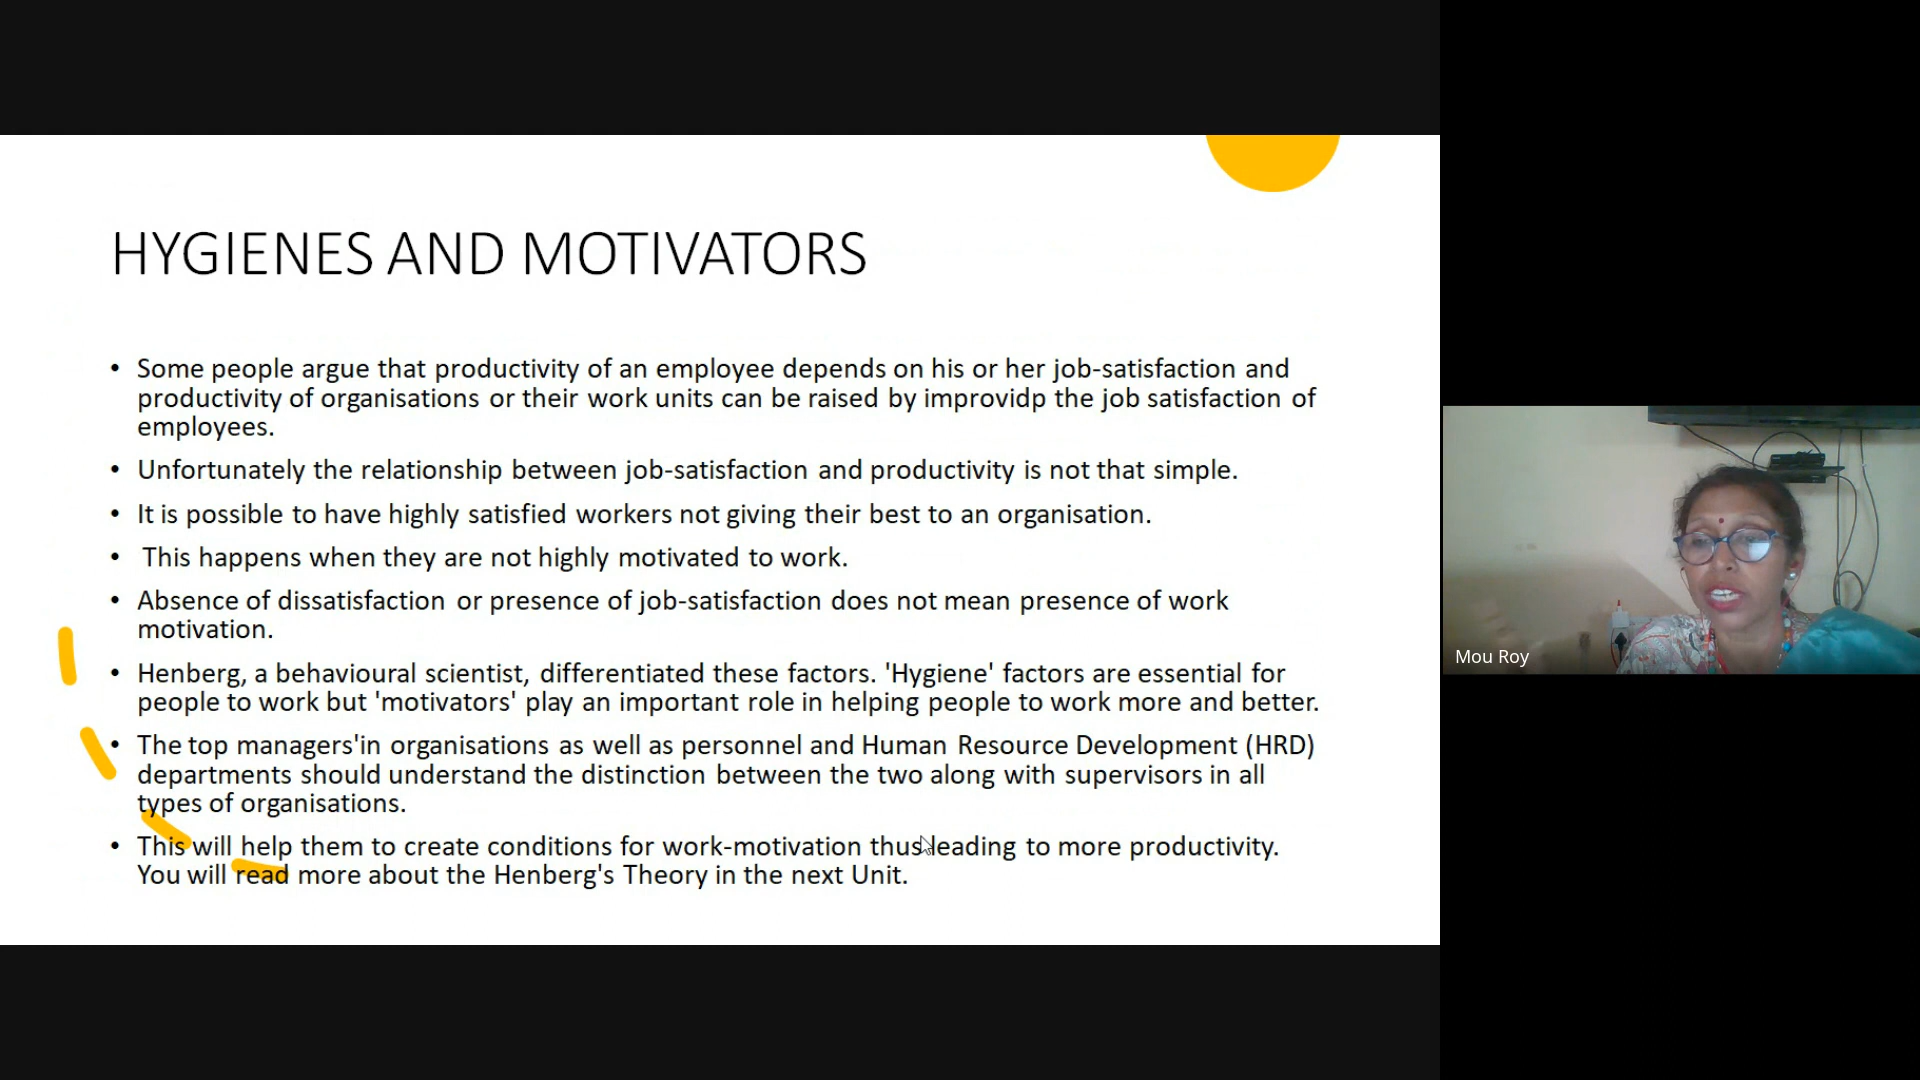 HYGIENES AND MOTIVATORS
• Some people argue that productivity of an employee depends on his or her job-satisfaction and
productivity of organisations or their work units can be raised by improvidp the job satisfaction of
employees.
• Unfortunately the relationship between job-satisfaction and productivity is not that simple.
• It is possible to have highly satisfied workers not giving their best to an organisation.
• This happens when they are not highly motivated to work.
• Absence of dissatisfaction or presence of job-satisfaction does not mean presence of work
motivation.
• Henberg, a behavioural scientist, differentiated these factors. 'Hygiene' factors are essential for
people to work but 'motivators' play an important role in helping people to work more and better.
• The top managers'in organisations as well as personnel and Human Resource Development (HRD)
departments should understand the distinction between the two along with supervisors in all
types of organisations.
• This will help them to create conditions for work-motivation thus leading to more productivity.
You will read more about the Henberg's Theory in the next Unit.
Mou Roy